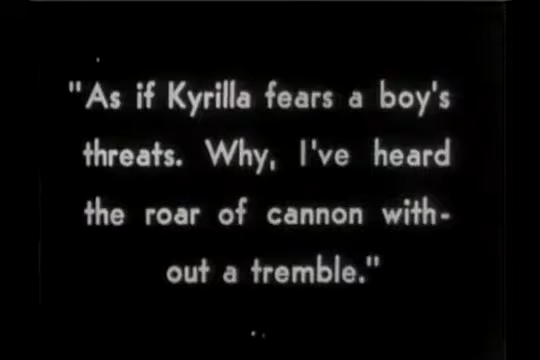 "As if Kyrilla fears a boy's
threats. Why, I've heard
the roar of cannon with-
out a tremble."